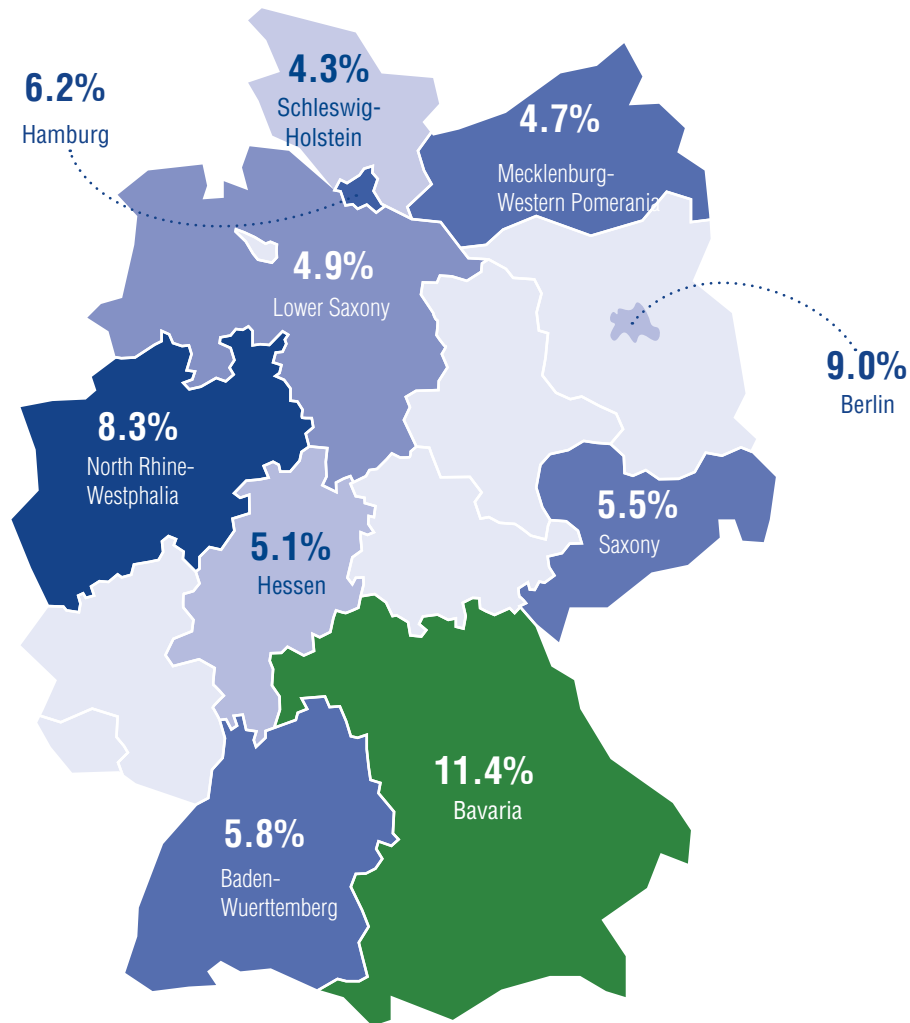 4.3%
Schleswig-
Holstein
6.2%
Hamburg
4.7%
Mecklenburg-
Western Pomerania
4.9%
Lower Saxony
9.0%
Berlin
8.3%
North Rhine-
Westphalia
5.5%
Saxony
5.1%
Hessen
11.4%
Bavaria
5.8%
Baden-
Wuerttemberg